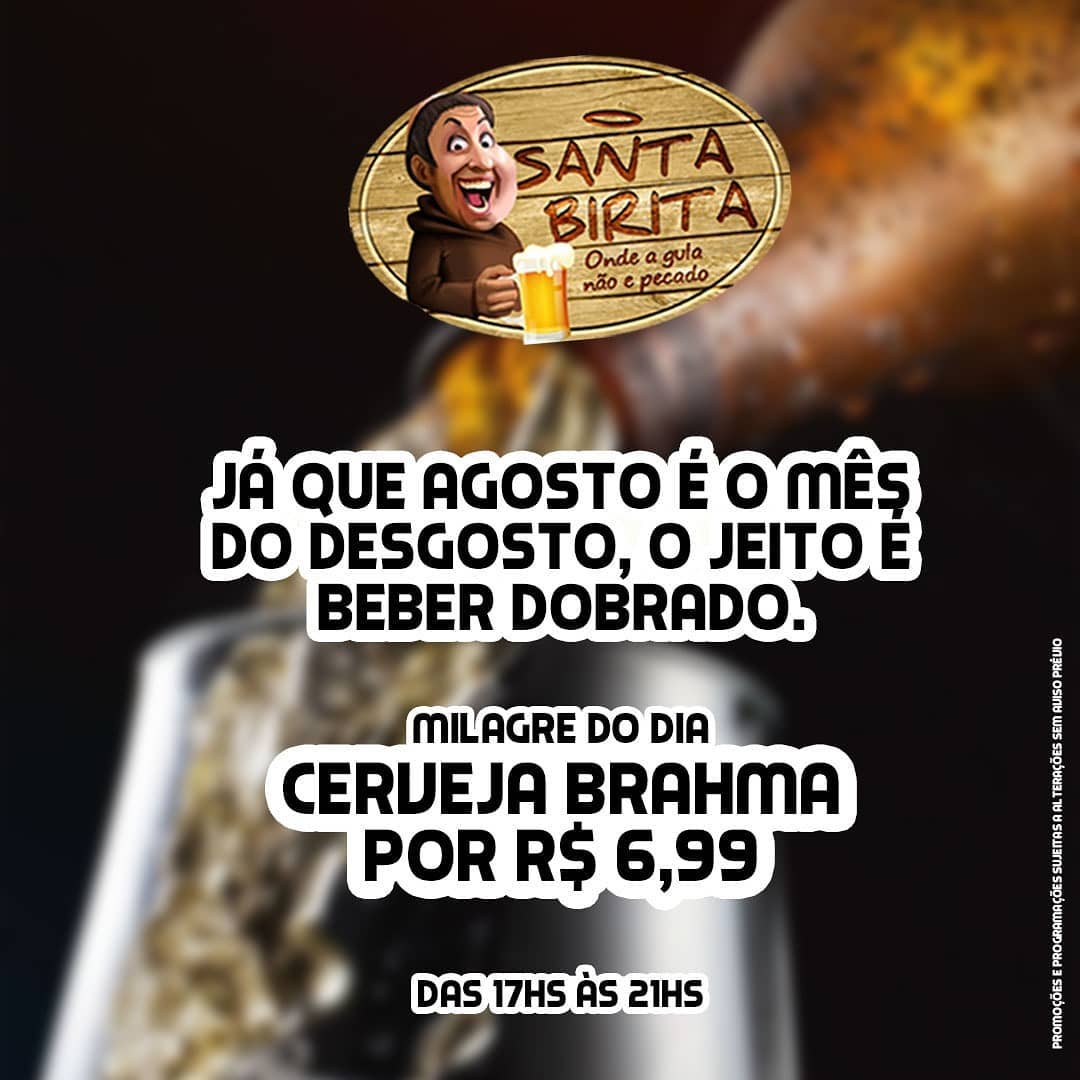 SANTA
BIRITA
Onde a gula
não e pecado
JÁ QUE AGOSTO É O MÊS
DO DESGOSTO, O JEITO É
BEBER DOBRADO.
MILAGRE DO DIA
CERVEJA BRAHMA
POR R$ 6,99
DAS 17HS ÀS 21HS
PROMOÇÕES E PROGRAMAÇÕES SUJEITAS A ALTERAÇÕES SEM AVISO PRÉVIO